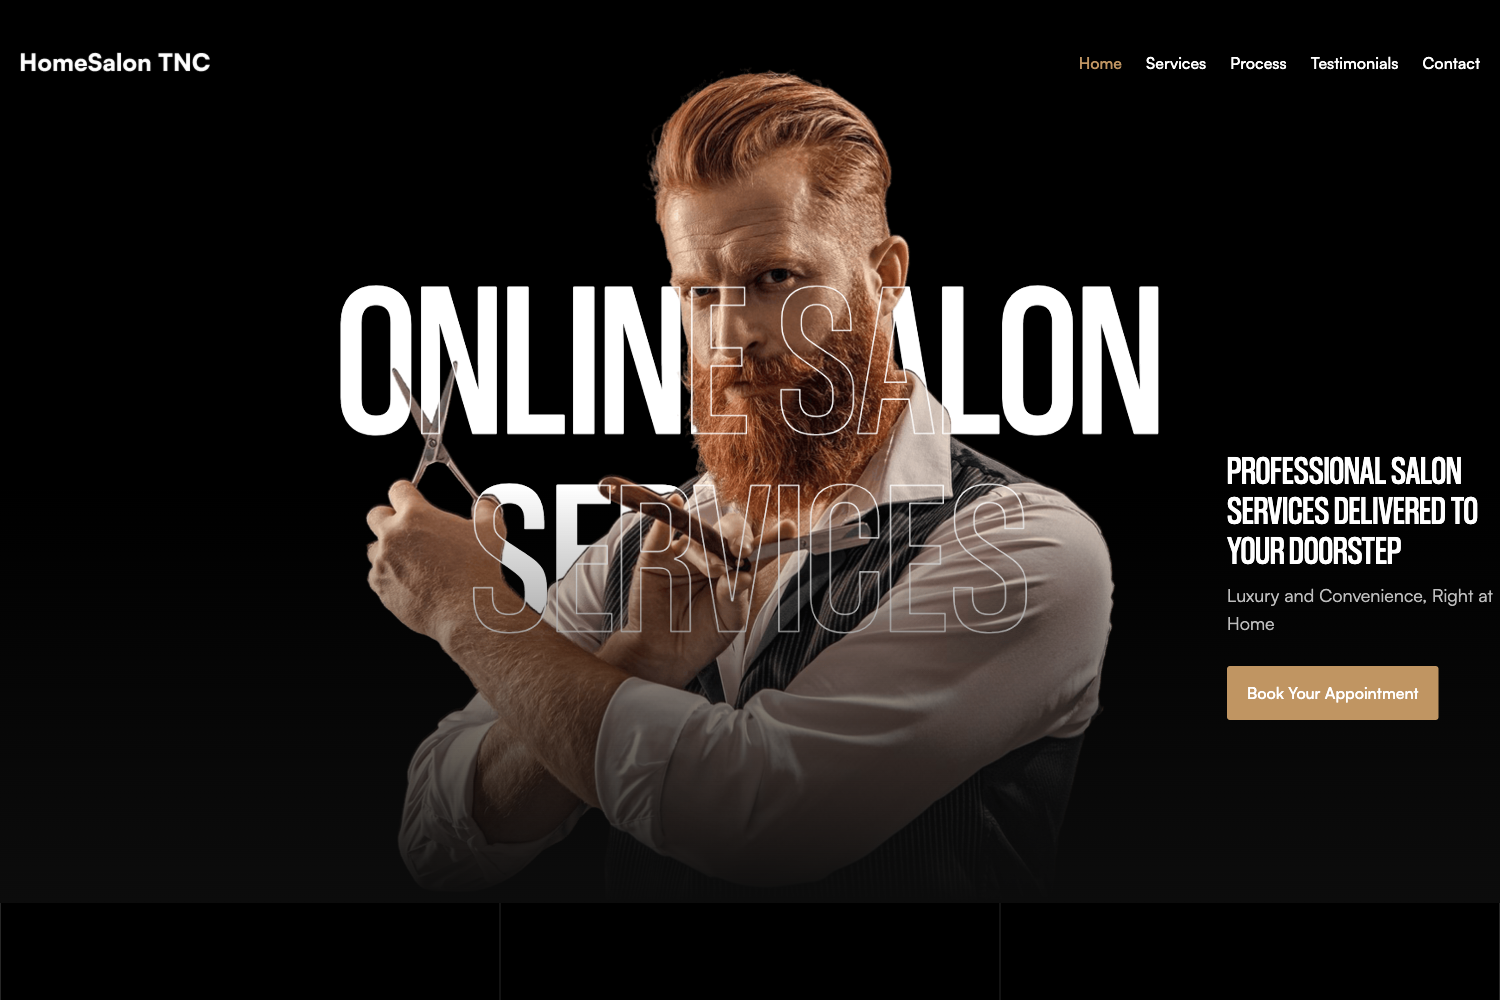 HomeSalon TNC
Home
Services
Process
Testimonials
Contact
ONLINE SALON
SERVICES
PROFESSIONAL SALON
SERVICES DELIVERED TO
YOUR DOORSTEP
Luxury and Convenience, Right at
Home
Book Your Appointment